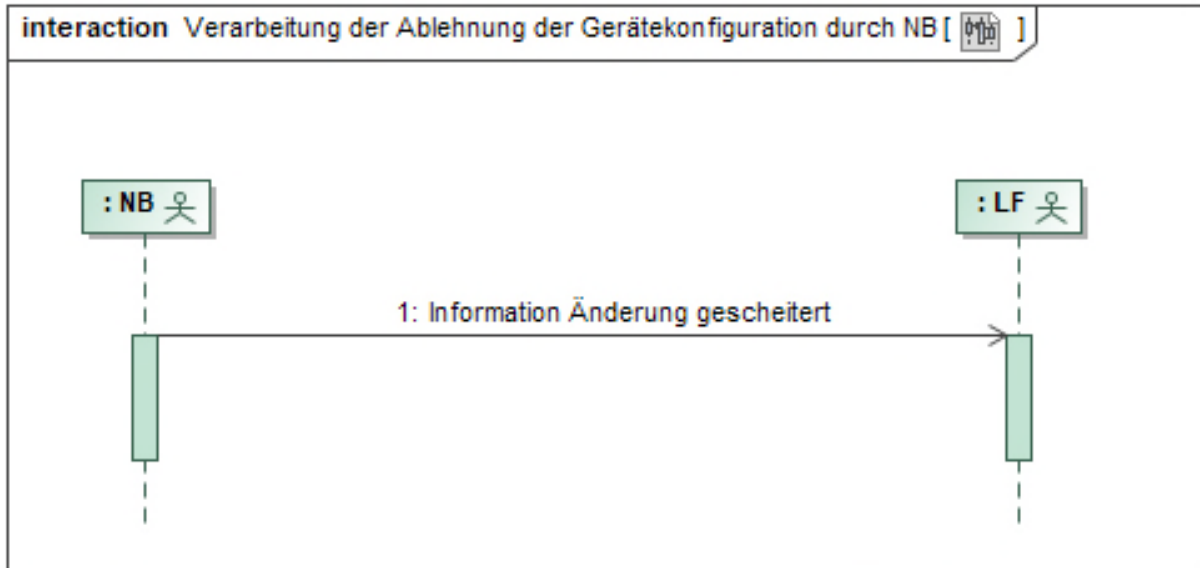 interaction Verarbeitung der Ablehnung der Gerätekonfiguration durch NB [ ]
: NB
: LF
1: Information Änderung gescheitert